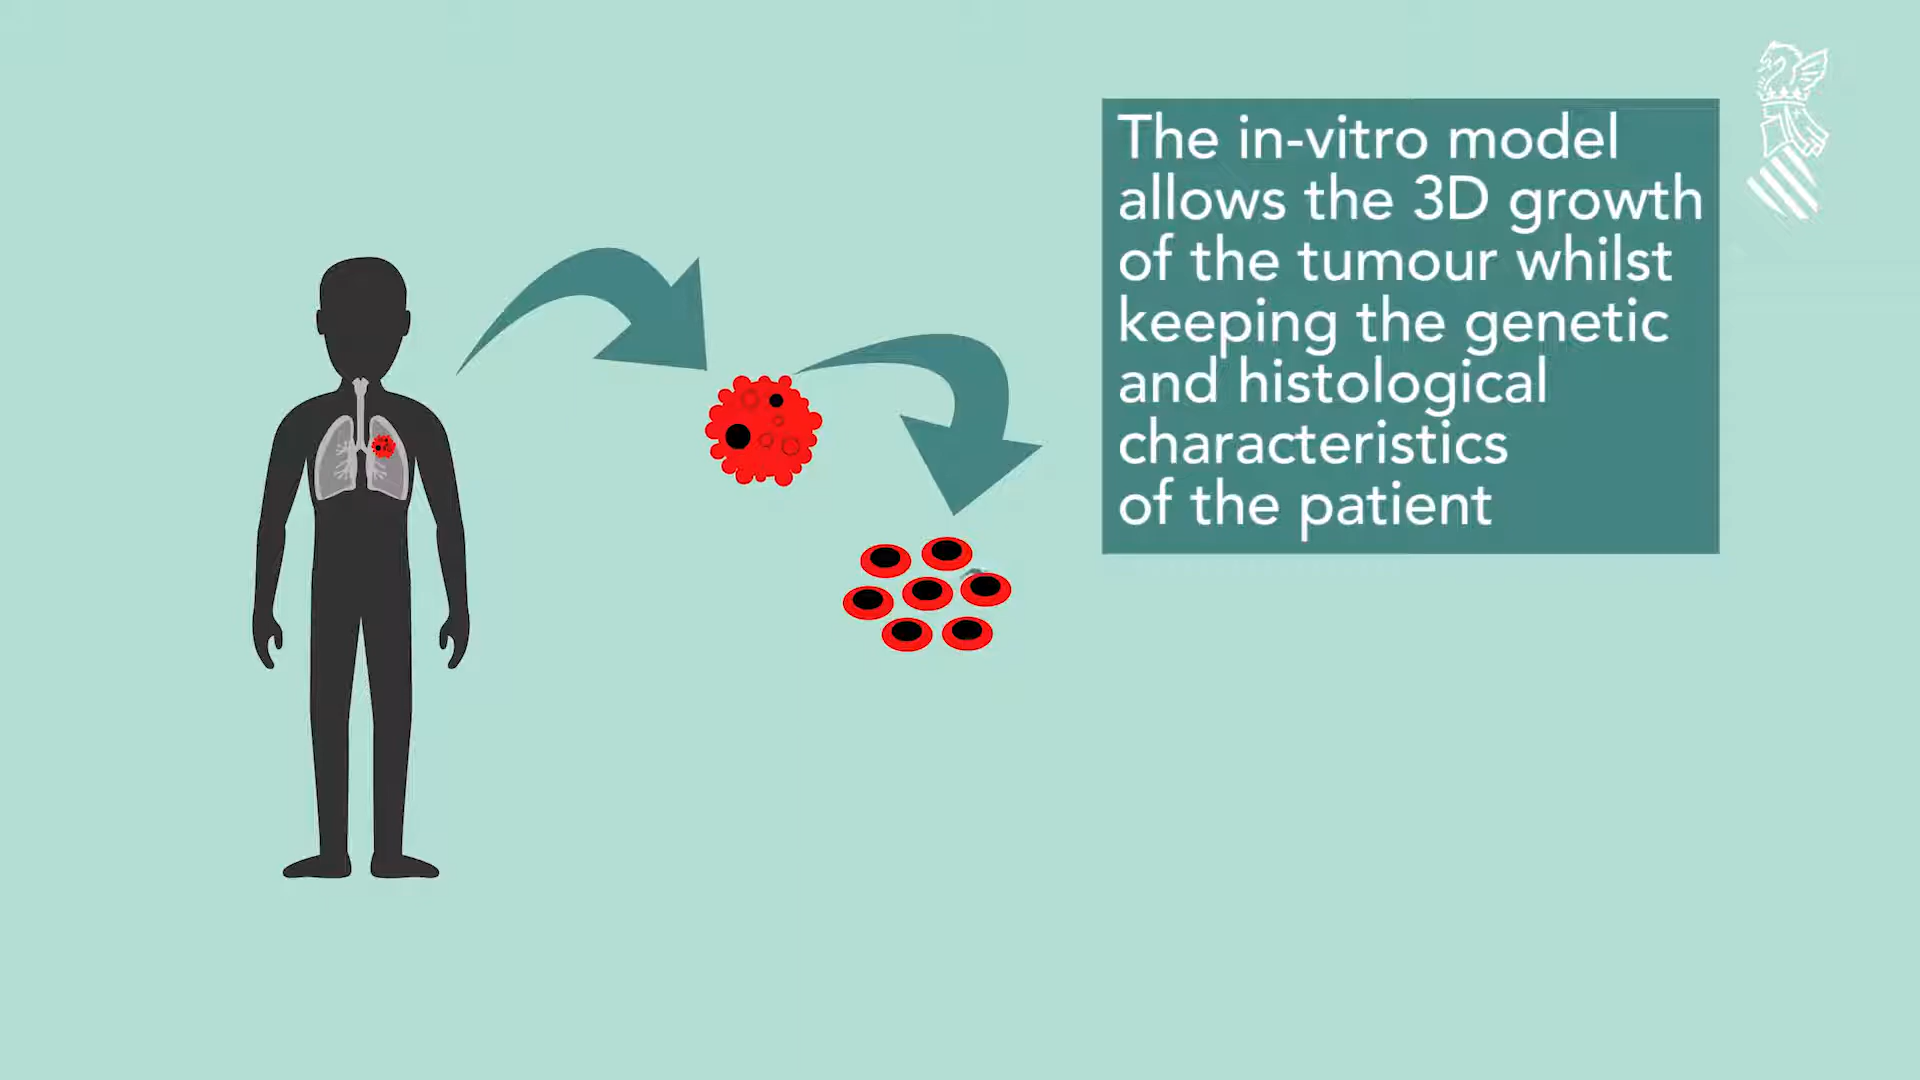 The in-vitro model
allows the 3D growth
of the tumour whilst
keeping the genetic
and histological
characteristics
of the patient